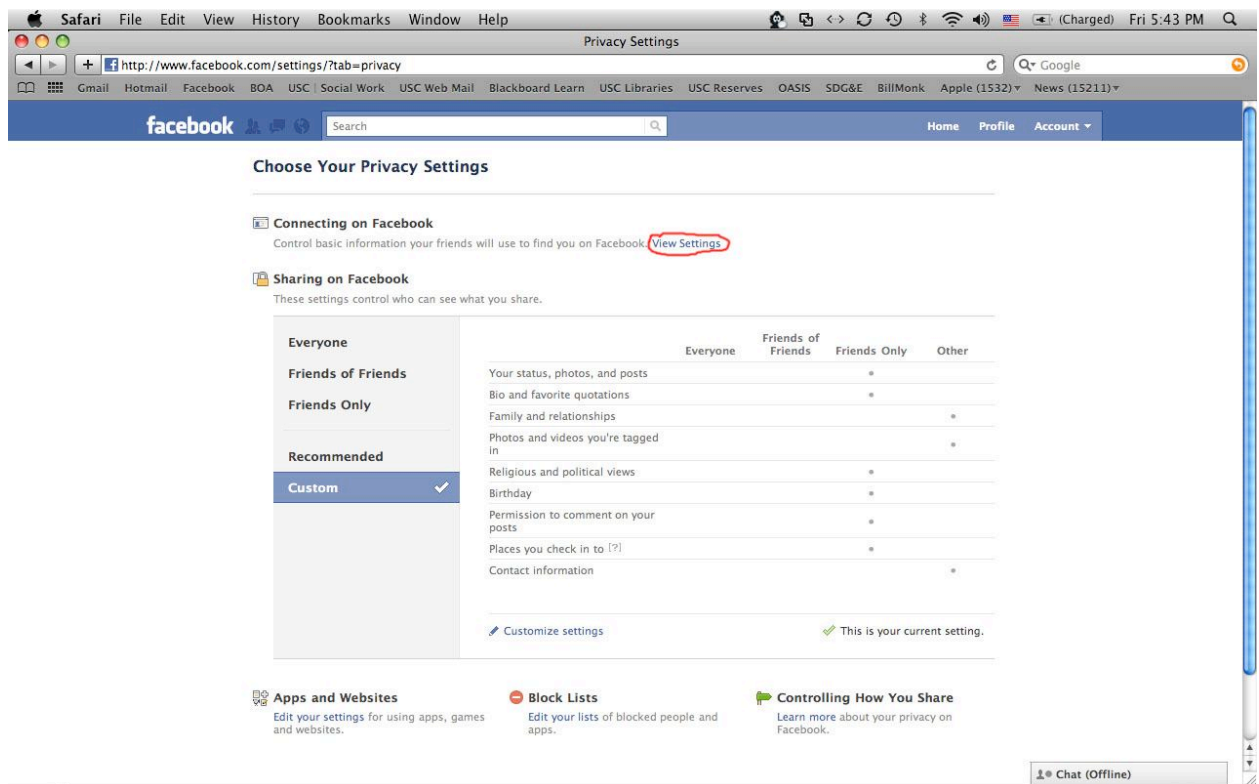 Safari File Edit View History Bookmarks Window Help (Charged) Fri 5:43 PM
Privacy Settings
http://www.facebook.com/settings/?tab=privacy Google
Gmail Hotmail Facebook BOA USC | Social Work USC Web Mail Blackboard Learn USC Libraries USC Reserves OASIS SDG&E BillMonk Apple (1532) News (15211)
facebook Search Home Profile Account
Choose Your Privacy Settings
Connecting on Facebook
Control basic information your friends will use to find you on Facebook. View Settings
Sharing on Facebook
These settings control who can see what you share.
Everyone
Friends of Friends
Friends Only
Recommended
Custom
Everyone Friends of Friends Friends Only Other
Your status, photos, and posts
Bio and favorite quotations
Family and relationships
Photos and videos you're tagged
in
Religious and political views
Birthday
Permission to comment on your
posts
Places you check in to [?]
Contact information
Customize settings This is your current setting.
Apps and Websites
Edit your settings for using apps, games
and websites.
Block Lists
Edit your lists of blocked people and
apps.
Controlling How You Share
Learn more about your privacy on
Facebook.
Chat (Offline)